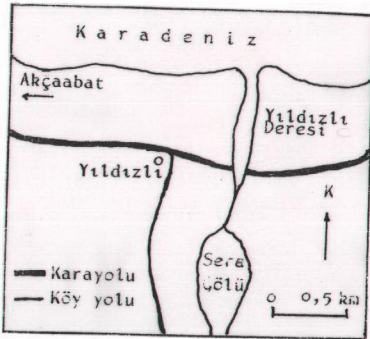 Karadeniz
Akçaabat
Yıldızlı
Deresi
Yıldızlı
K
Sera
Gölü
Karayolu
Köy yolu
0 0,5 km